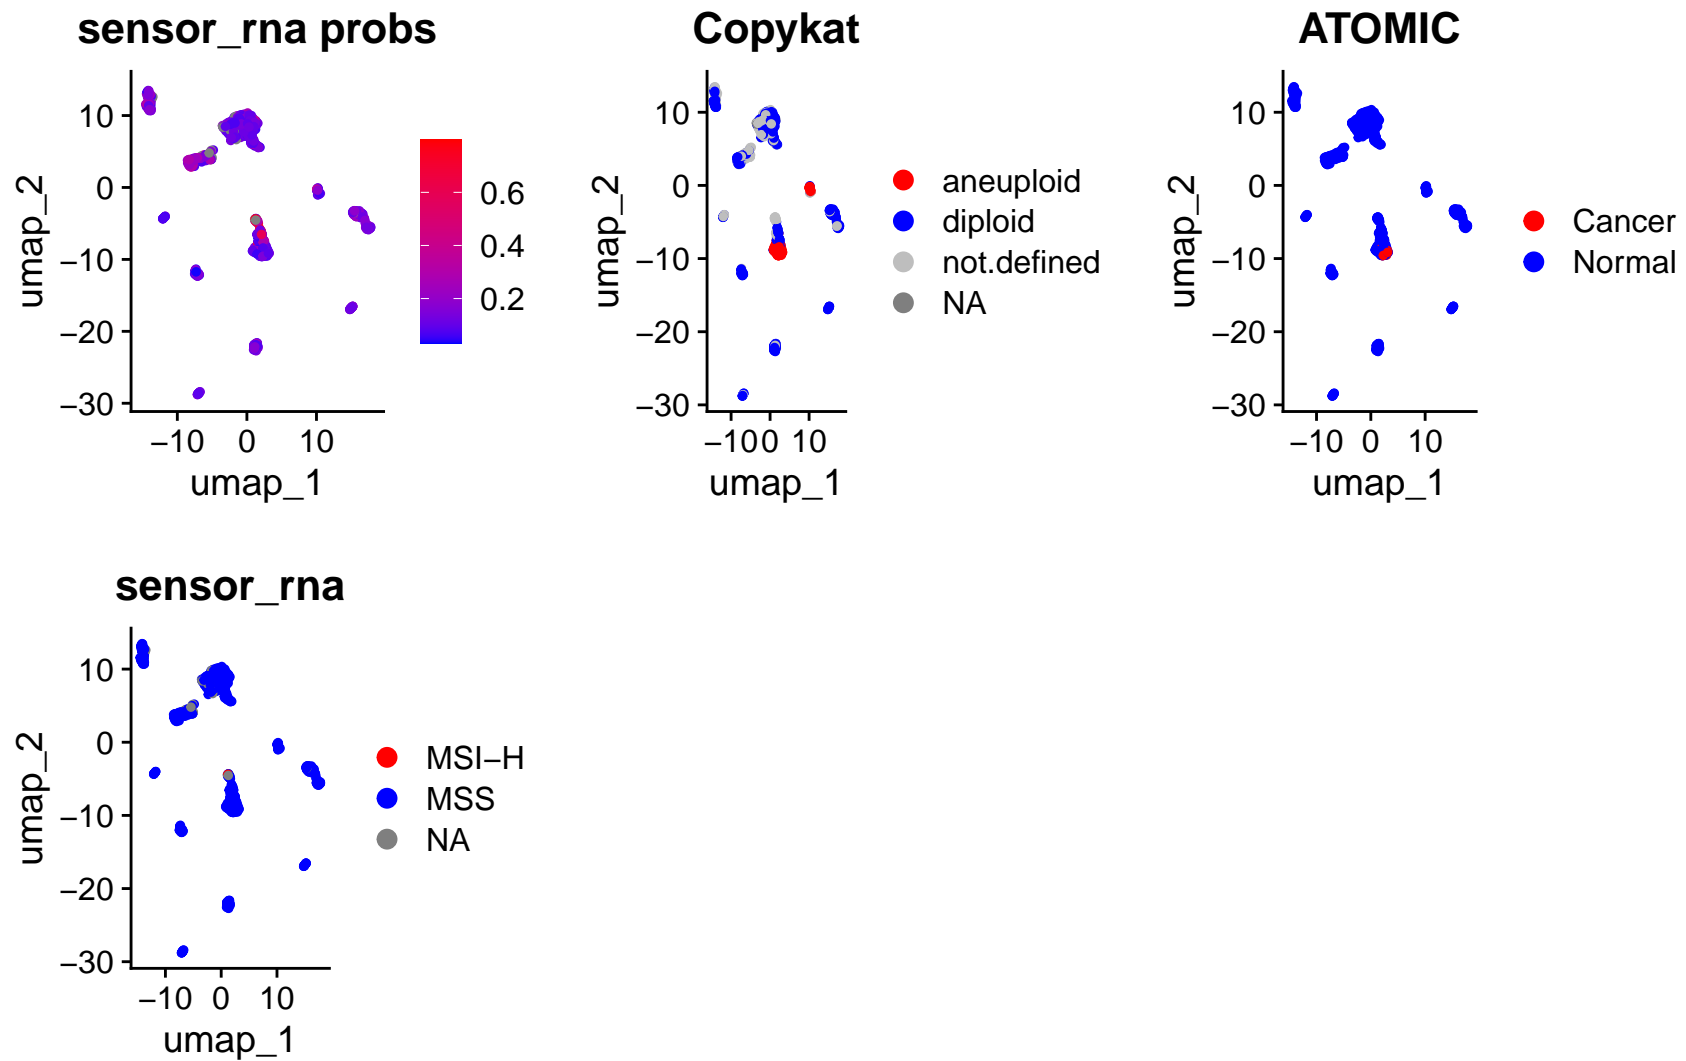 sensor_rna probs
Copykat
ATOMIC
10
0
−10
−20
−30
umap_2
−10 0 10
umap_1
0.6
0.4
0.2
10
0
−10
−20
−30
umap_2
−10 0 10
umap_1
aneuploid
diploid
not.defined
NA
10
0
−10
−20
−30
umap_2
−10 0 10
umap_1
Cancer
Normal
sensor_rna
10
0
−10
−20
−30
umap_2
−10 0 10
umap_1
MSI−H
MSS
NA